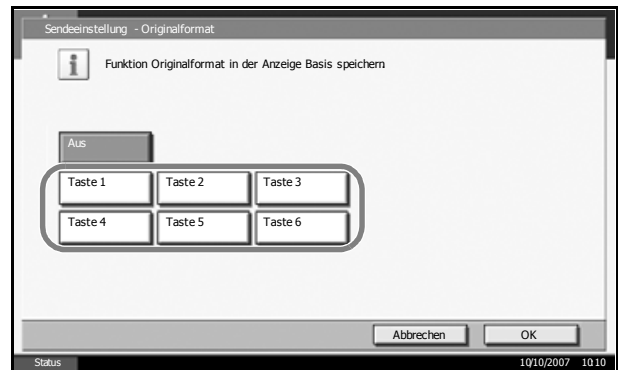 Sendeeinstellung - Originalformat
Funktion Originalformat in der Anzeige Basis speichern
Aus
Taste 1 Taste 2 Taste 3
Taste 4 Taste 5 Taste 6
Abbrechen OK
Status 10/10/2007 10:10